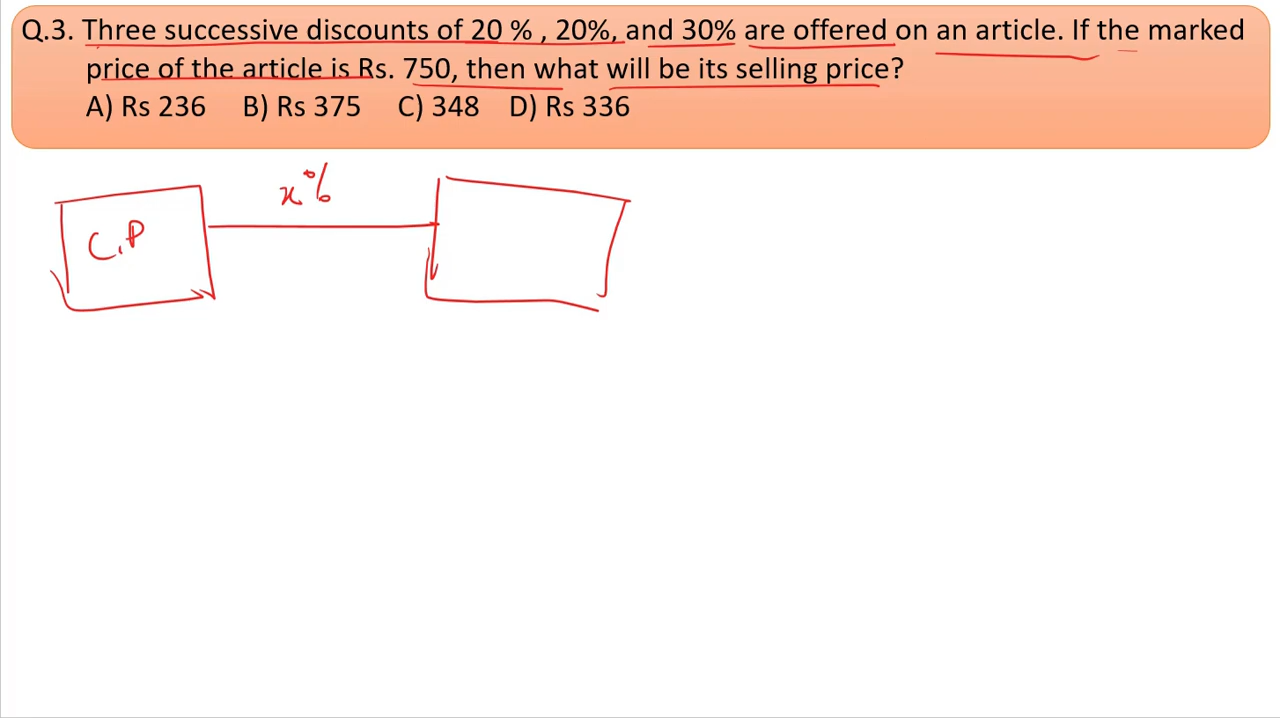 Q.3. Three successive discounts of 20 % , 20%, and 30% are offered on an article. If the marked
price of the article is Rs. 750, then what will be its selling price?
A) Rs 236 B) Rs 375 C) 348 D) Rs 336
x%
C.P